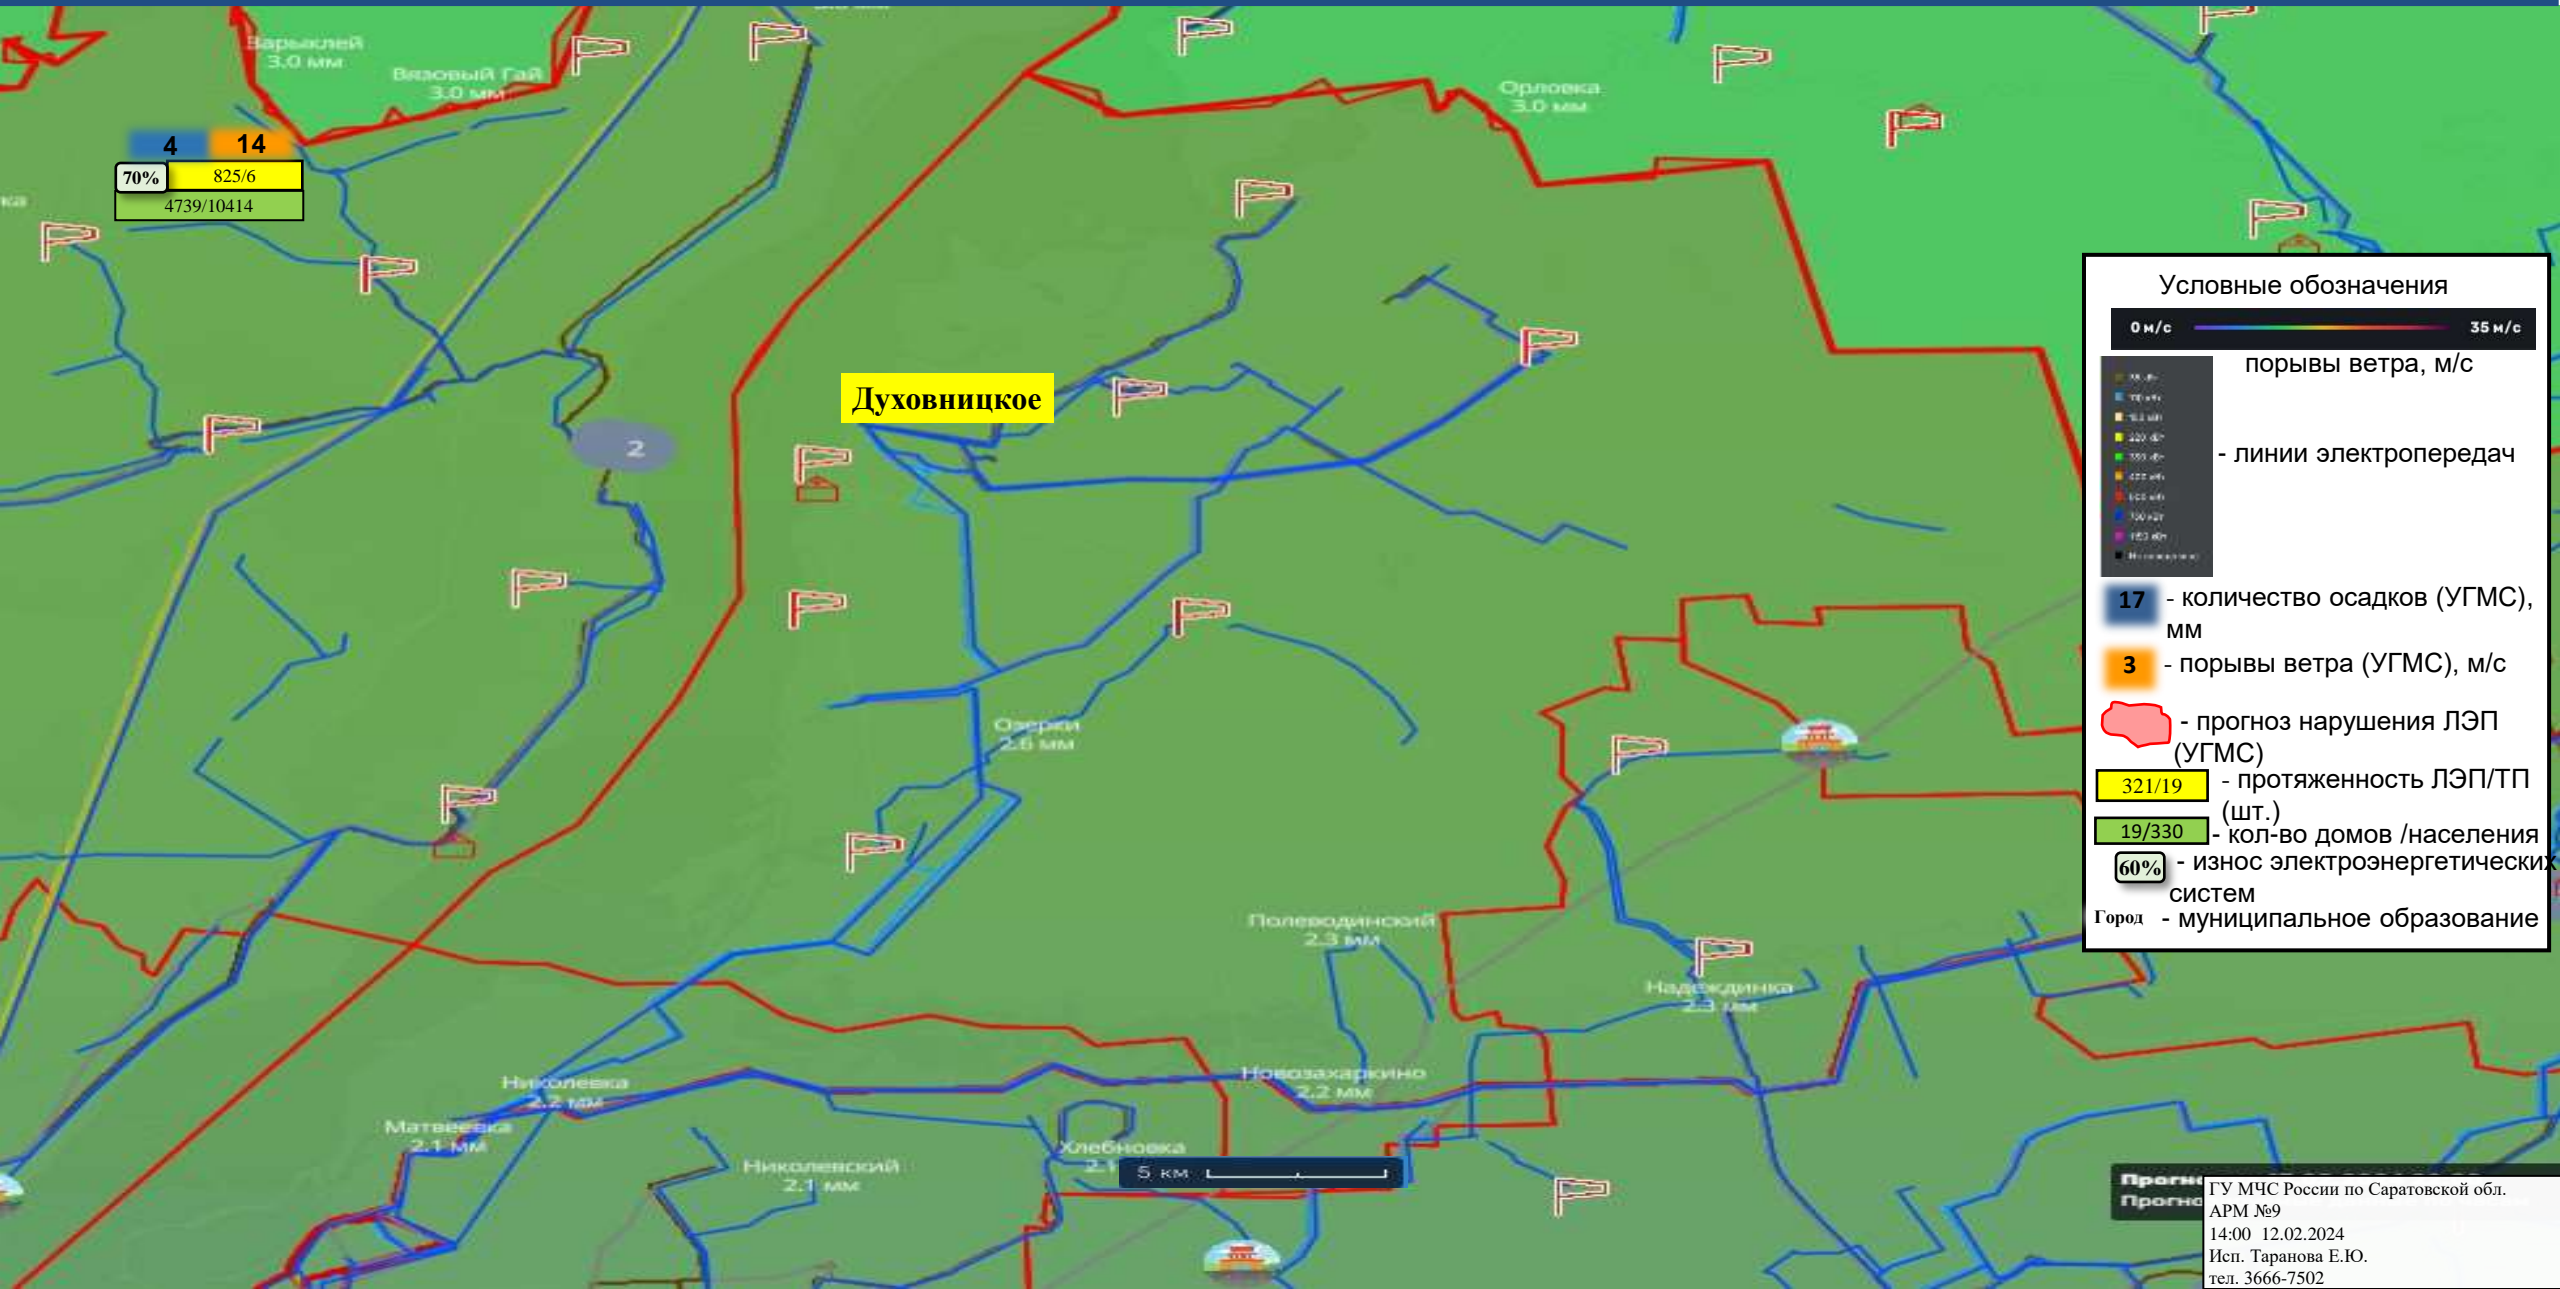 Варыклей
3.0 мм
Вязовый Гай
3.0 мм
Орловка
3.0 мм
4 14
70% 825/6
4739/10414
ка
Духовницкое
2
Озерки
2.6 мм
Полеводинский
2.3 мм
Надеждинка
2.3 мм
Николевка
2.2 мм
Новозахаркино
2.2 мм
Матвеевка
2.1 мм
Николевский
2.1 мм
Хлебновка
5 км
Условные обозначения
0 м/с 35 м/с
порывы ветра, м/с
- линии электропередач
17 - количество осадков (УГМС),
мм
3 - порывы ветра (УГМС), м/с
- прогноз нарушения ЛЭП
(УГМС)
321/19 - протяженность ЛЭП/ТП
(шт.)
19/330 - кол-во домов /населения
60% - износ электроэнергетических
систем
Город - муниципальное образование
ГУ МЧС России по Саратовской обл.
АРМ №9
14:00 12.02.2024
Исп. Таранова Е.Ю.
тел. 3666-7502